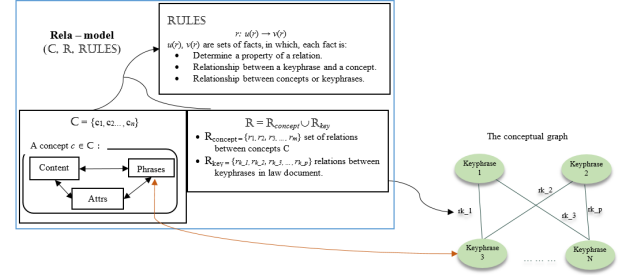 Rela – model
(C, R, RULES)
RULES
r: u(r) → v(r)
u(r), v(r) are sets of facts, in which, each fact is:
• Determine a property of a relation.
• Relationship between a keyphrase and a concept.
• Relationship between concepts or keyphrases.
C = {c1,c2…, cn}
A concept c ∈ C :
Content
Phrases
Attrs
R = Rconcept ∪ Rkey
• Rconcept = {r1, r2, r3, …, rm} set of relations
between concepts C
• Rkey = {rk_1, rk_2, rk_3, …, rk_p} relations between
keyphrases in law document.
The conceptual graph
Keyphrase
1
Keyphrase
2
rk_1
rk_2
rk_3
rk_p
Keyphrase
3
… … …
Keyphrase
N